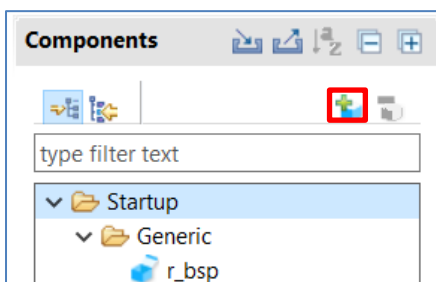 Components
type filter text
Startup
Generic
r_bsp